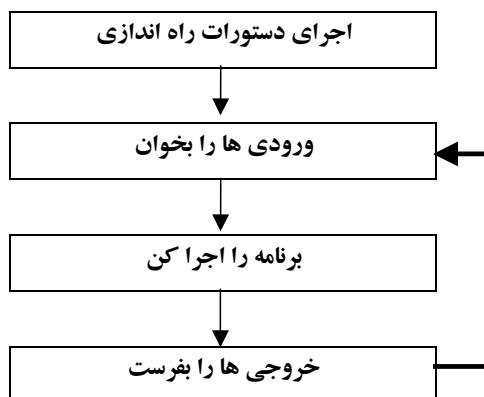 اجرای دستورات راه اندازی
ورودی ها را بخوان
برنامه را اجرا کن
خروجی ها را بفرست